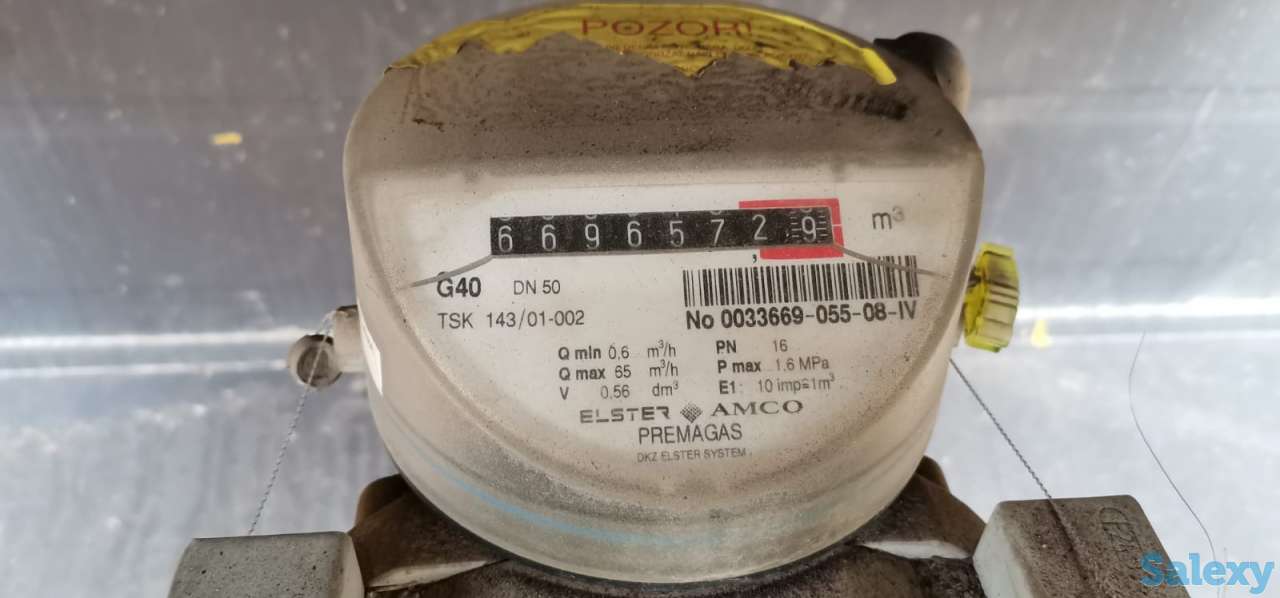 POZOR!
6 6 9 6 5 7 , 2 9 m³
G40 DN 50
TSK 143/01-002
No 0033669-055-08-IV
Q min 0,6 m³/h PN 16
Q max 65 m³/h P max 1.6 MPa
V 0,56 dm³ E1: 10 imp≙1m³
ELSTER AMCO
PREMAGAS
DKZ ELSTER SYSTEM
Salexy